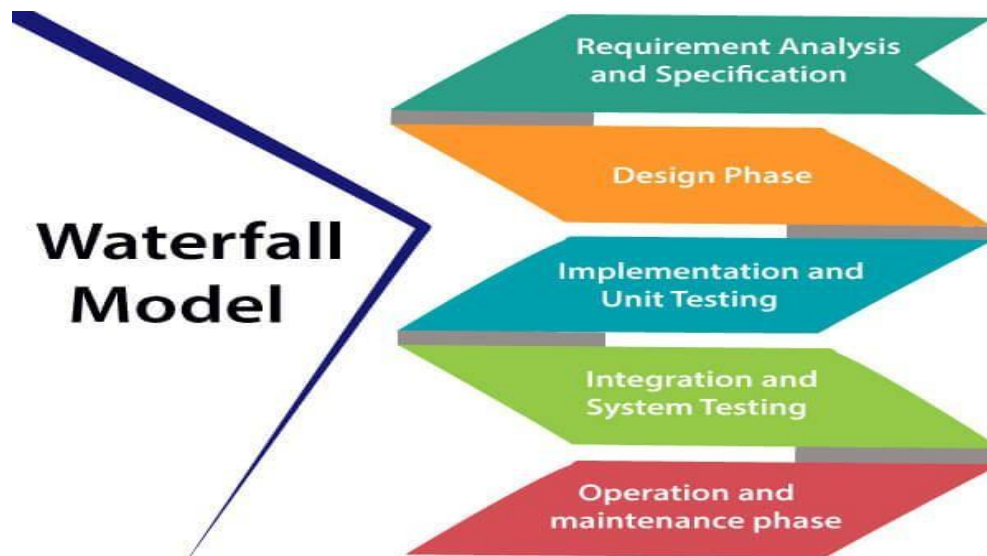 Waterfall
Model
Requirement Analysis
and Specification
Design Phase
Implementation and
Unit Testing
Integration and
System Testing
Operation and
maintenance phase